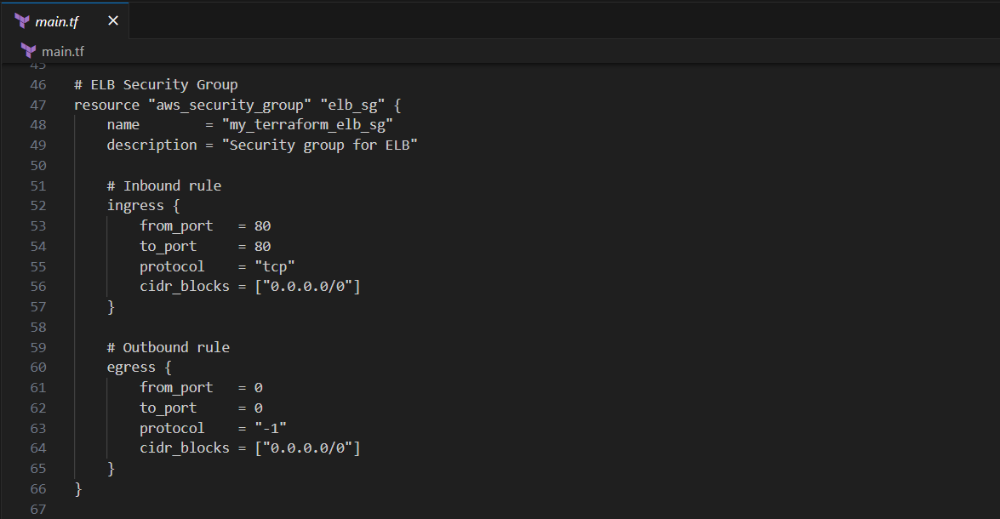 main.tf ×
main.tf
45
46 # ELB Security Group
47 resource "aws_security_group" "elb_sg" {
48     name        = "my_terraform_elb_sg"
49     description = "Security group for ELB"
50
51     # Inbound rule
52     ingress {
53         from_port   = 80
54         to_port     = 80
55         protocol    = "tcp"
56         cidr_blocks = ["0.0.0.0/0"]
57     }
58
59     # Outbound rule
60     egress {
61         from_port   = 0
62         to_port     = 0
63         protocol    = "-1"
64         cidr_blocks = ["0.0.0.0/0"]
65     }
66 }
67